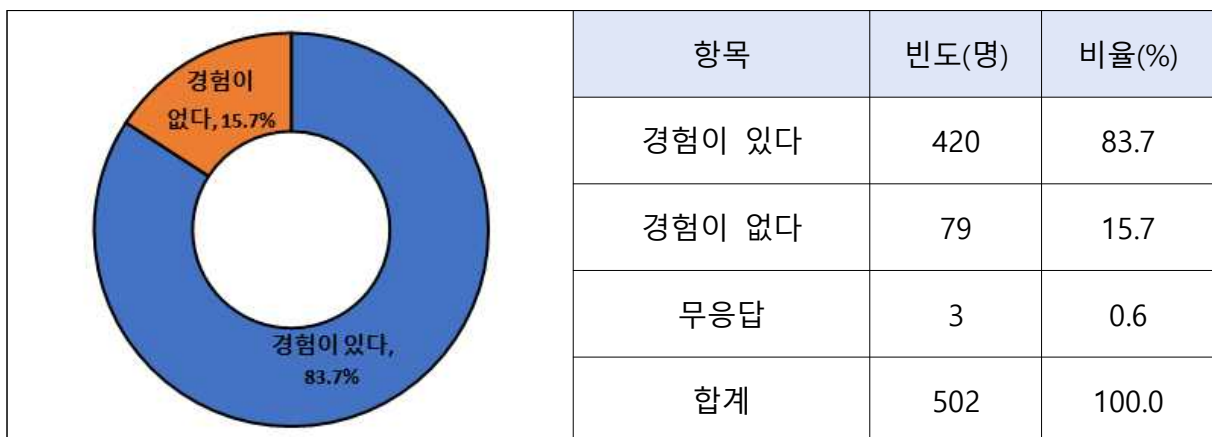 경험이
없다, 15.7%
경험이 있다,
83.7%
항목 빈도(명) 비율(%)
경험이 있다 420 83.7
경험이 없다 79 15.7
무응답 3 0.6
합계 502 100.0